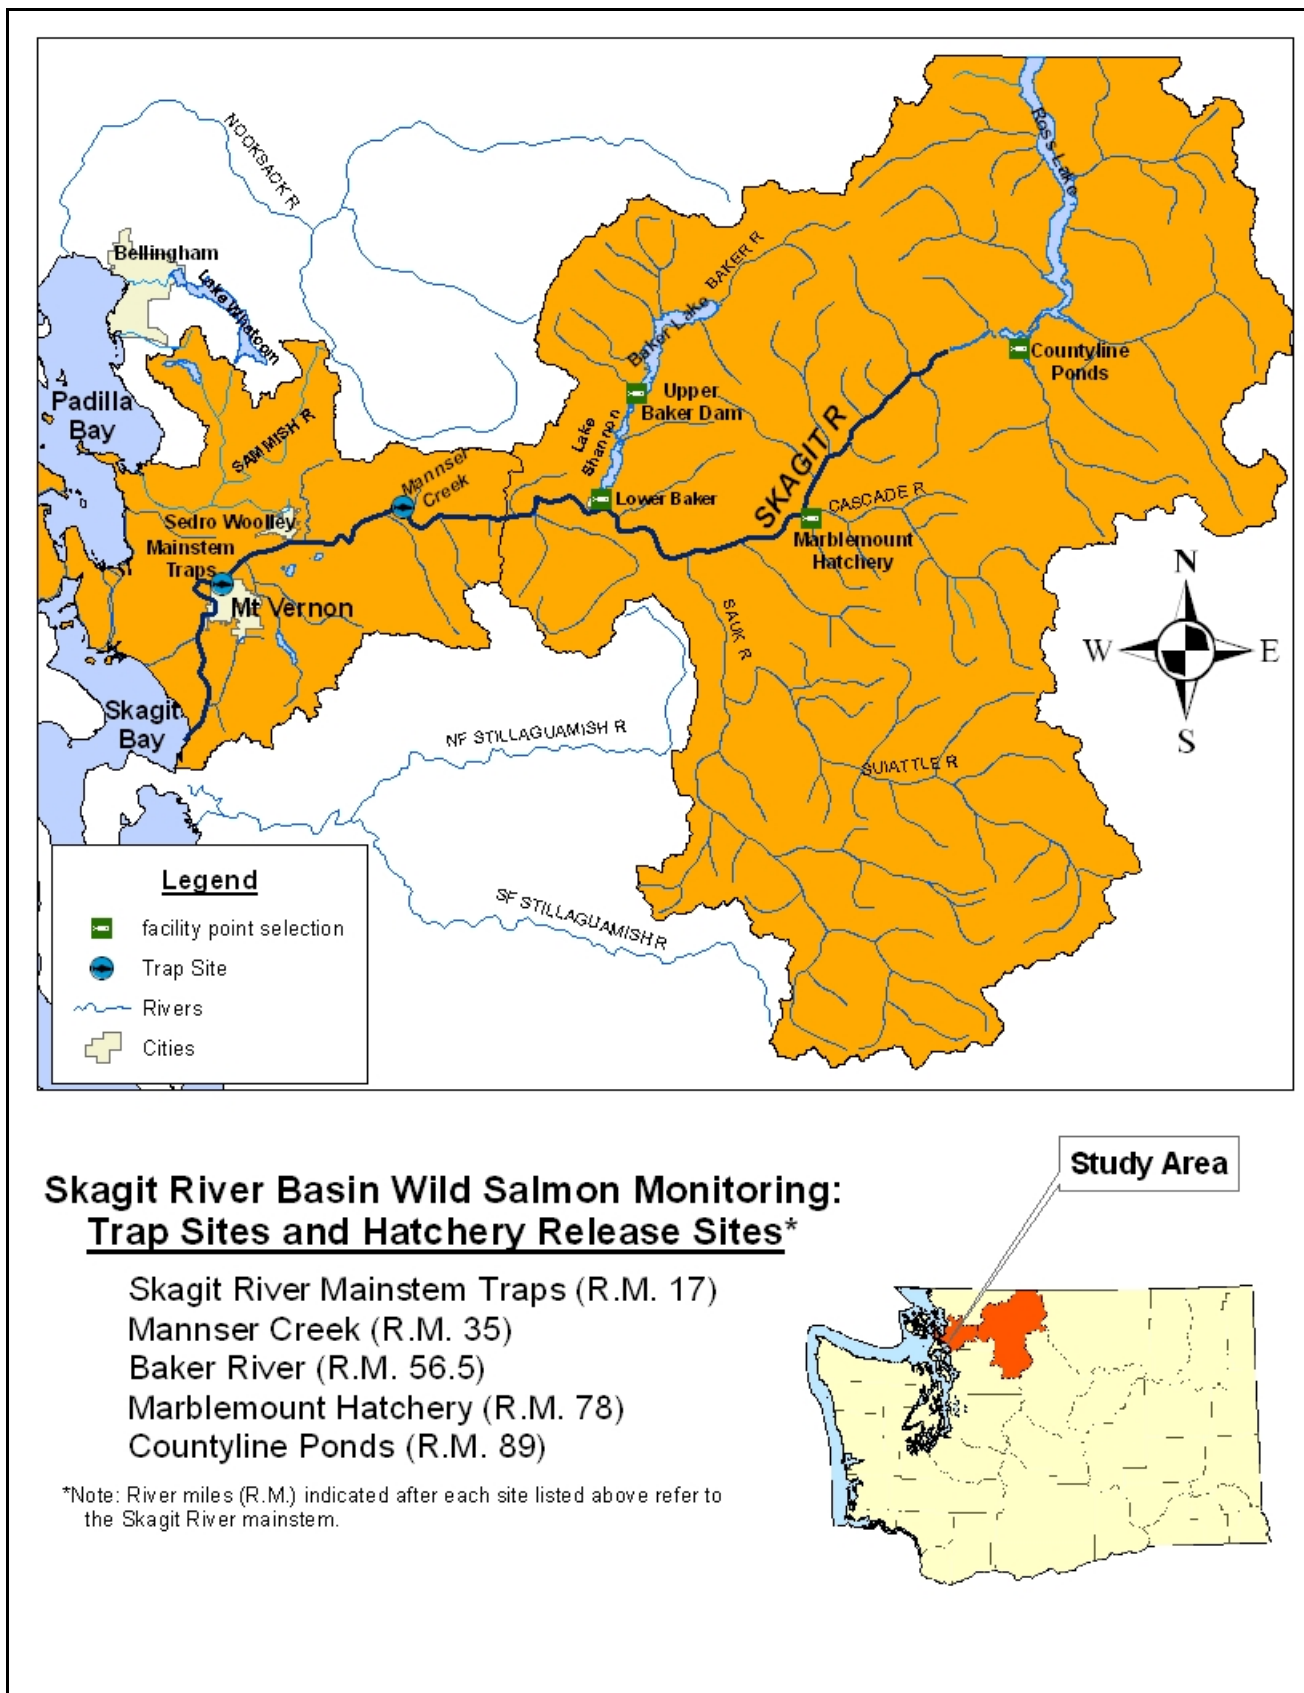 NOOKSACK R
Ross Lake
Bellingham
Lake Whatcom
BAKER R
Baker Lake
Countyline
Ponds
Padilla
Bay
Upper
Baker Dam
SAMMISH R
Lake
Shannon
SKAGIT R
Mannsel
Creek
Lower Baker
CASCADE R
Sedro Woolley
Mainstem
Traps
Marblemount
Hatchery
Mt Vernon
N
W
E
S
SAUK R
Skagit
Bay
NF STILLAGUAMISH R
SUIATTLE R
SF STILLAGUAMISH R
Legend
facility point selection
Trap Site
Rivers
Cities
Study Area
Skagit River Basin Wild Salmon Monitoring:
Trap Sites and Hatchery Release Sites*
Skagit River Mainstem Traps (R.M. 17)
Mannser Creek (R.M. 35)
Baker River (R.M. 56.5)
Marblemount Hatchery (R.M. 78)
Countyline Ponds (R.M. 89)
*Note: River miles (R.M.) indicated after each site listed above refer to
the Skagit River mainstem.